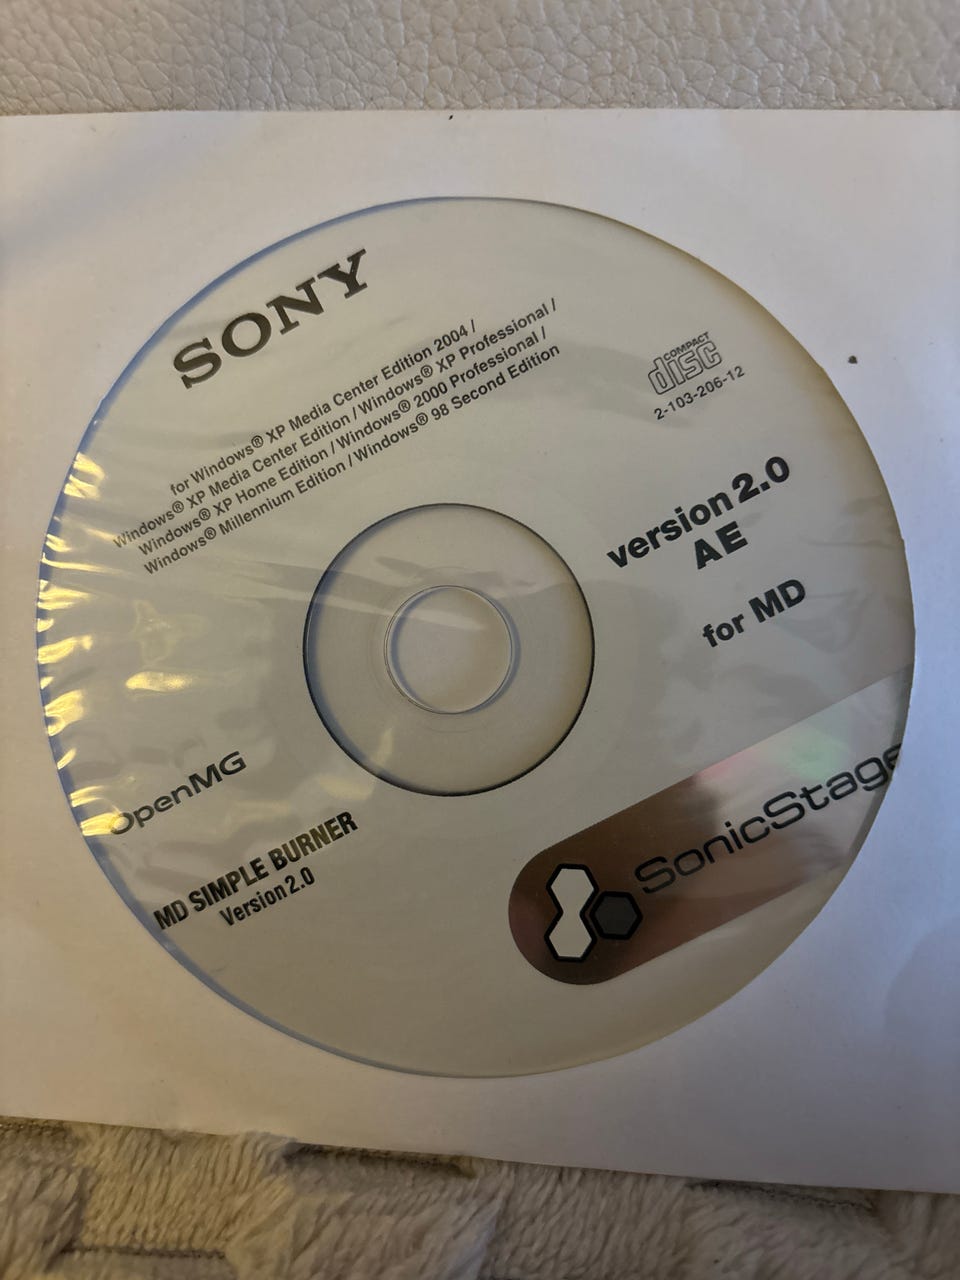 SONY
for Windows® XP Media Center Edition 2004 /
Windows® XP Media Center Edition / Windows® XP Professional /
Windows® XP Home Edition / Windows® 2000 Professional /
Windows® Millennium Edition / Windows® 98 Second Edition
COMPACT
disc
2-103-206-12
version 2.0
AE
for MD
OpenMG
MD SIMPLE BURNER
Version 2.0
SonicStage